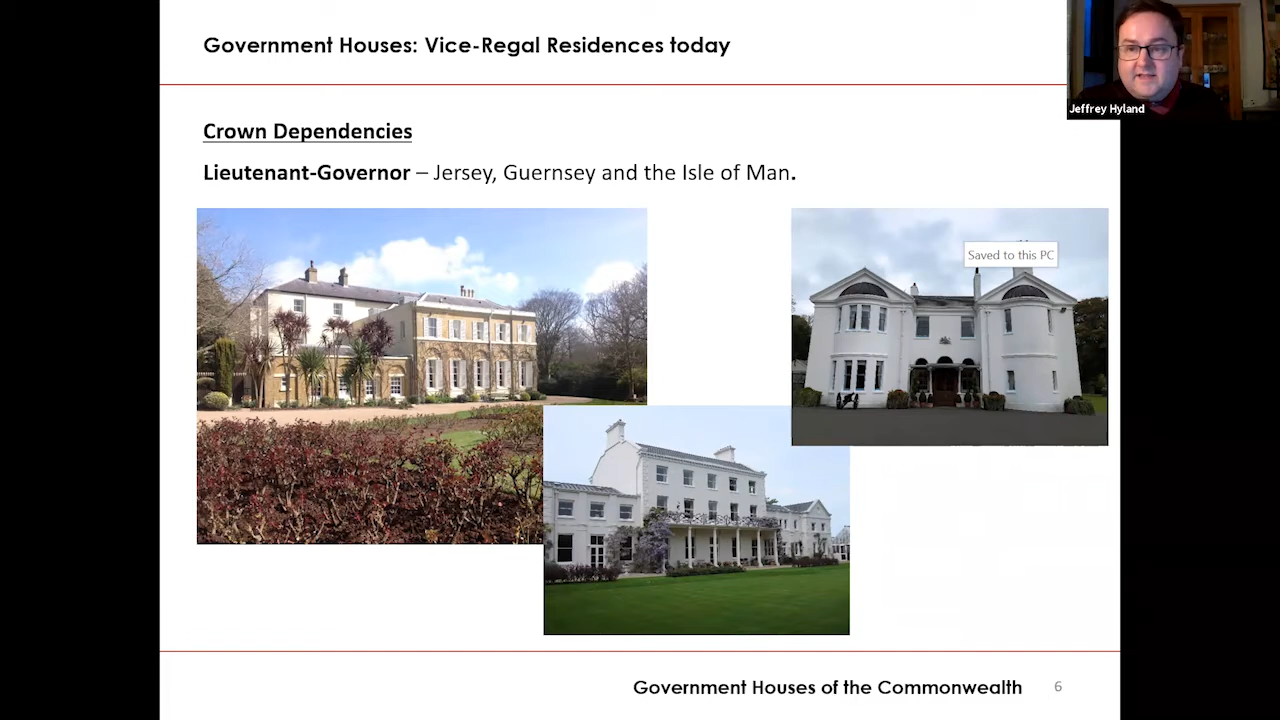 Government Houses: Vice-Regal Residences today
Jeffrey Hyland
Crown Dependencies
Lieutenant-Governor – Jersey, Guernsey and the Isle of Man.
Saved to this PC
Government Houses of the Commonwealth 6